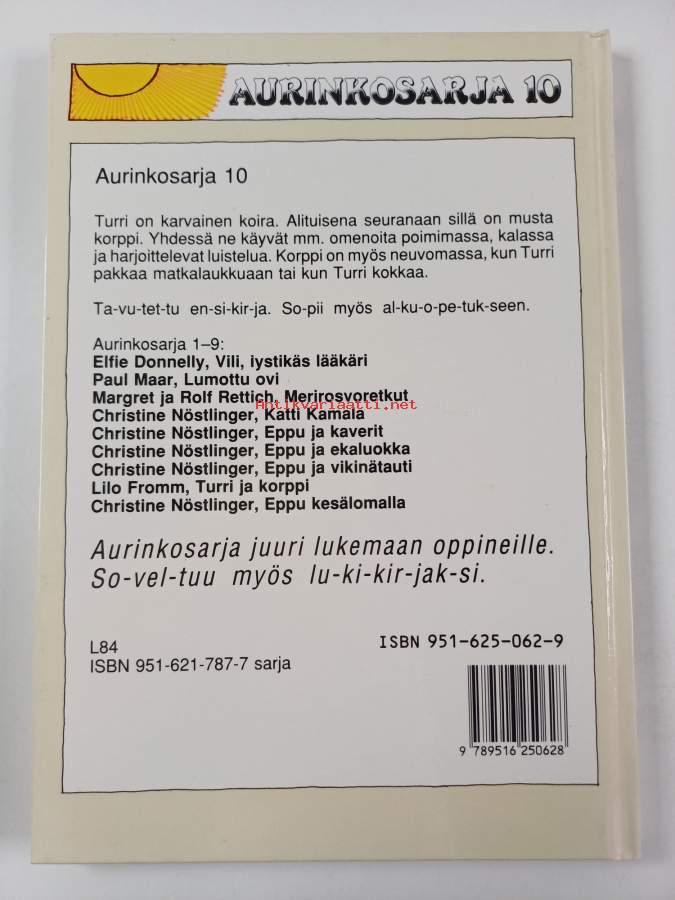 AURINKOSARJA 10
Aurinkosarja 10
Turri on karvainen koira. Alituisena seuranaan sillä on musta
korppi. Yhdessä ne käyvät mm. omenoita poimimassa, kalassa
ja harjoittelevat luistelua. Korppi on myös neuvomassa, kun Turri
pakkaa matkalaukkuaan tai kun Turri kokkaa.
Ta-vu-tet-tu en-si-kir-ja. So-pii myös al-ku-o-pe-tuk-seen.
Aurinkosarja 1–9:
Elfie Donnelly, Vili, iystikäs lääkäri
Paul Maar, Lumottu ovi
Margret ja Rolf Rettich, Merirosvoretkut
Antikvariaatti.net
Christine Nöstlinger, Katti Kamala
Christine Nöstlinger, Eppu ja kaverit
Christine Nöstlinger, Eppu ja ekaluokka
Christine Nöstlinger, Eppu ja vikinätauti
Lilo Fromm, Turri ja korppi
Christine Nöstlinger, Eppu kesälomalla
Aurinkosarja juuri lukemaan oppineille.
So-vel-tuu myös lu-ki-kir-jak-si.
L84
ISBN 951-621-787-7 sarja
ISBN 951-625-062-9
9 789516 250628